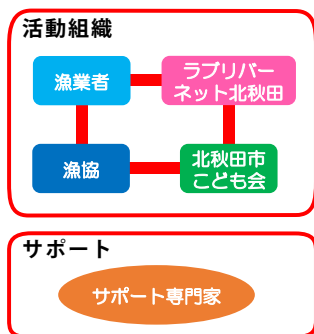 活動組織
漁業者
ラブリバー
ネット北秋田
漁協
北秋田市
こども会
サポート
サポート専門家